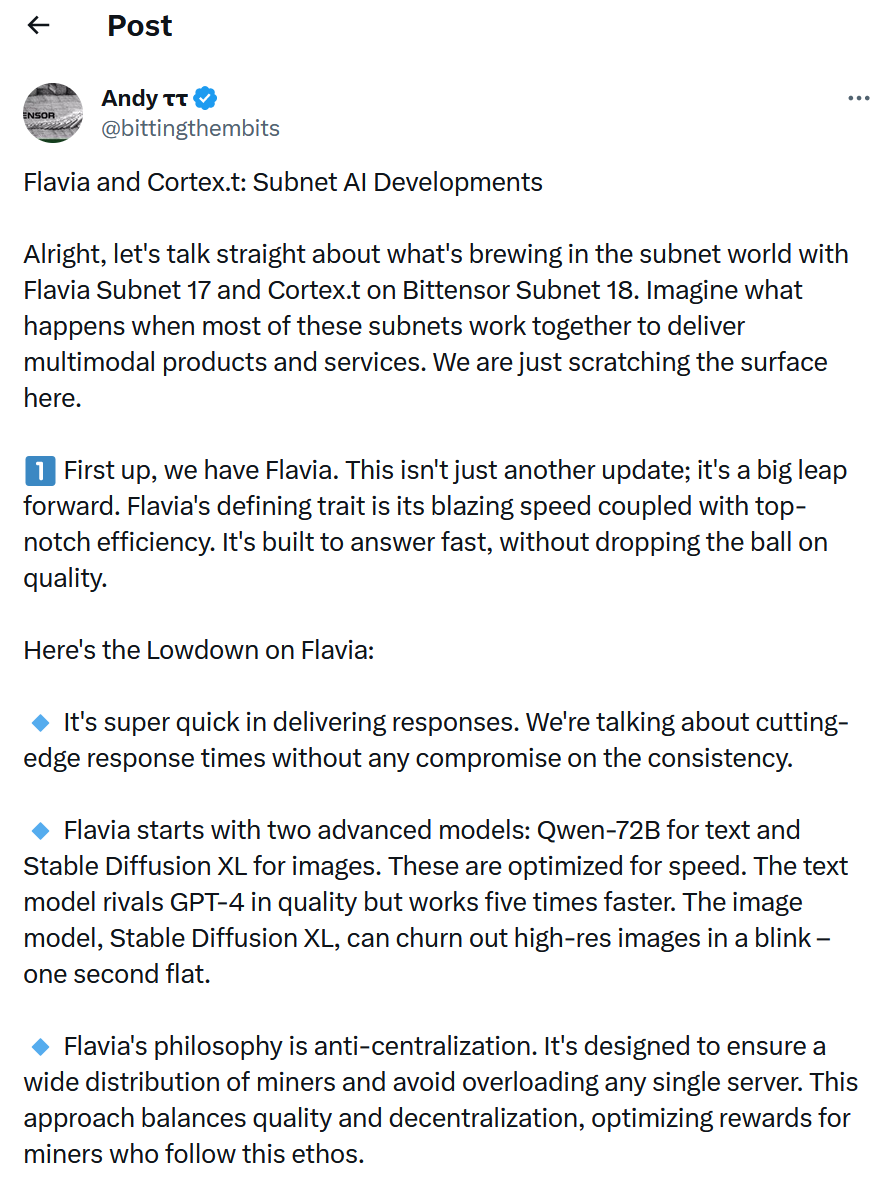 Post
ENSOR
Andy ττ
@bittingthembits
Flavia and Cortex.t: Subnet AI Developments
Alright, let's talk straight about what's brewing in the subnet world with
Flavia Subnet 17 and Cortex.t on Bittensor Subnet 18. Imagine what
happens when most of these subnets work together to deliver
multimodal products and services. We are just scratching the surface
here.
1️⃣ First up, we have Flavia. This isn't just another update; it's a big leap
forward. Flavia's defining trait is its blazing speed coupled with top-
notch efficiency. It's built to answer fast, without dropping the ball on
quality.
Here's the Lowdown on Flavia:
🔹 It's super quick in delivering responses. We're talking about cutting-
edge response times without any compromise on the consistency.
🔹 Flavia starts with two advanced models: Qwen-72B for text and
Stable Diffusion XL for images. These are optimized for speed. The text
model rivals GPT-4 in quality but works five times faster. The image
model, Stable Diffusion XL, can churn out high-res images in a blink –
one second flat.
🔹 Flavia's philosophy is anti-centralization. It's designed to ensure a
wide distribution of miners and avoid overloading any single server. This
approach balances quality and decentralization, optimizing rewards for
miners who follow this ethos.